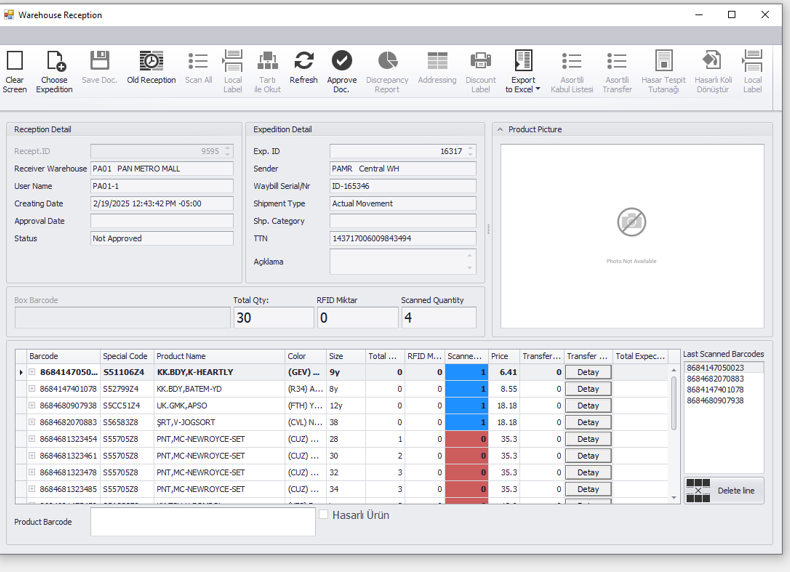 Warehouse Reception
Clear Screen
Choose Expedition
Save Doc.
Old Reception
Scan All
Local Label
Tartı ile Okut
Refresh
Approve Doc.
Discrepancy Report
Addressing
Discount Label
Export to Excel
Asortili Kabul Listesi
Asortili Transfer
Hasar Tespit Tutanağı
Hasarlı Koli Dönüştür
Local Label
Reception Detail
Recept.ID 9595
Receiver Warehouse PA01 PAN METRO MALL
User Name PA01-1
Creating Date 2/19/2025 12:43:42 PM -05:00
Approval Date
Status Not Approved
Expedition Detail
Exp. ID 16317
Sender PAMR Central WH
Waybill Serial/Nr ID-165346
Shipment Type Actual Movement
Shp. Category
TTN 143717006009843494
Açıklama
Product Picture
Photo Not Available
Box Barcode
Total Qty: 30
RFID Miktar 0
Scanned Quantity 4
Barcode Special Code Product Name Color Size Total ... RFID M... Scanne... Price Transfer... Transfer ... Total Expec...
8684147050... S51106Z4 KK.BDY,K-HEARTLY (GEV) ... 9y 0 0 1 6.41 0 Detay
8684147401078 S5299Z4 KK.BDY,BATEM-YD (R34) A... 8y 0 0 1 8.55 0 Detay
8684680907938 S5CC51Z4 UK.GMK,APSO (FTH) Y... 12y 0 0 1 18.18 0 Detay
8684682070883 S56583Z8 ŞRT,V-JOGSORT (CVL) N... 38 0 0 1 18.18 0 Detay
8684681323454 S55705Z8 PNT,MC-NEWROYCE-SET (CUZ) ... 28 1 0 0 35.3 0 Detay
8684681323461 S55705Z8 PNT,MC-NEWROYCE-SET (CUZ) ... 30 2 0 0 35.3 0 Detay
8684681323478 S55705Z8 PNT,MC-NEWROYCE-SET (CUZ) ... 32 3 0 0 35.3 0 Detay
8684681323485 S55705Z8 PNT,MC-NEWROYCE-SET (CUZ) ... 34 3 0 0 35.3 0 Detay
Last Scanned Barcodes
8684147050023
8684682070883
8684147401078
8684680907938
Delete line
Product Barcode
Hasarlı Ürün